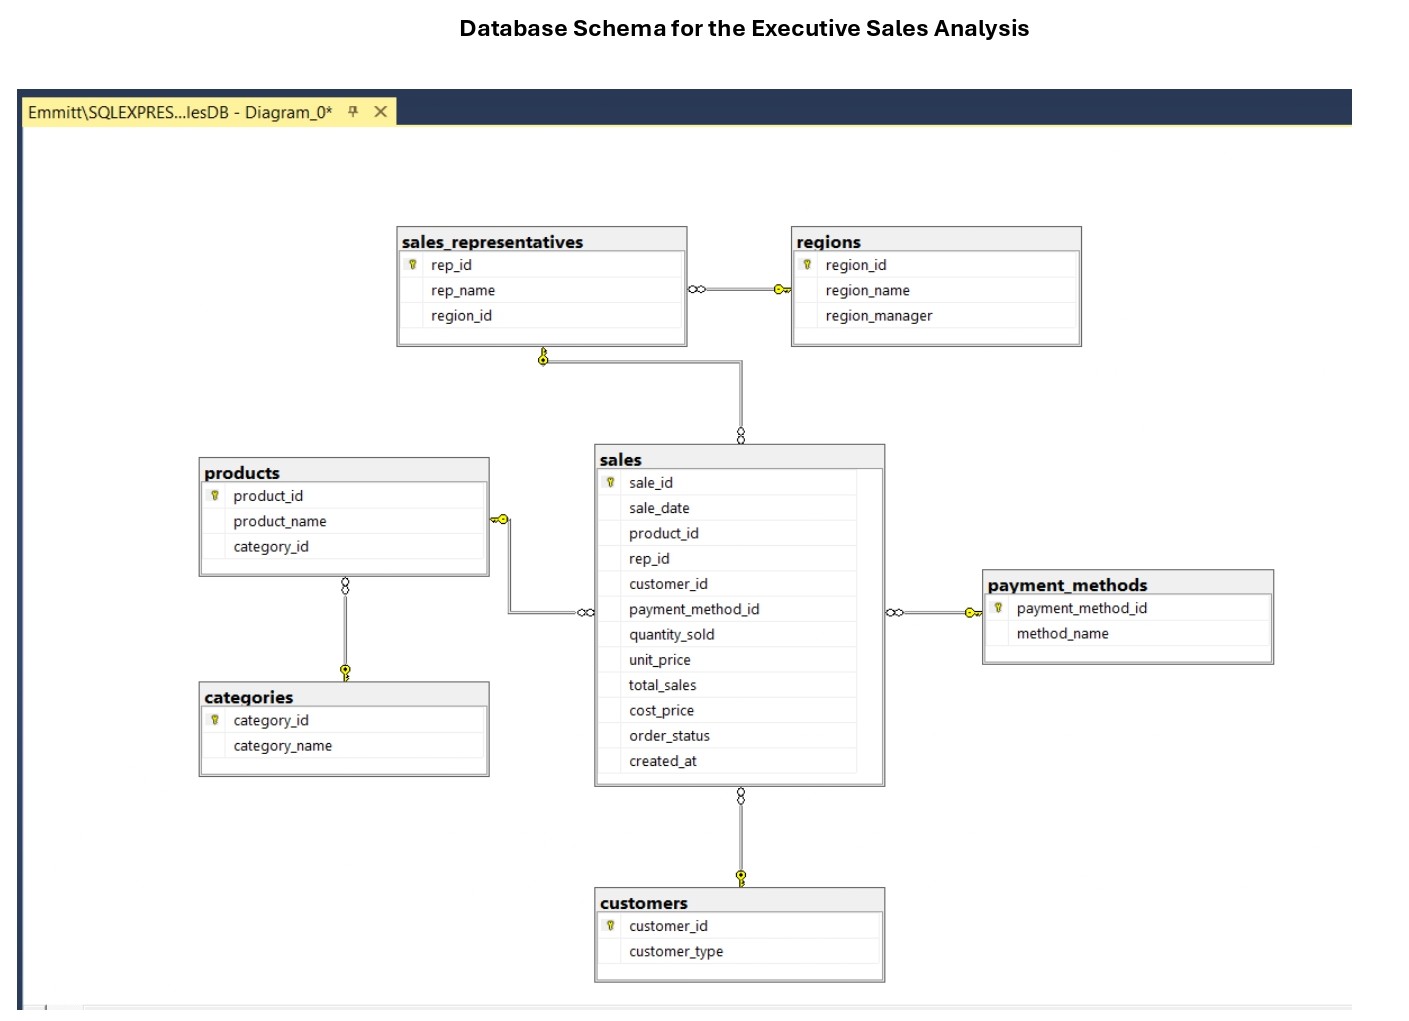 Database Schema for the Executive Sales Analysis
Emmitt\SQLEXPRES...lesDB - Diagram_0*
sales_representatives
rep_id
rep_name
region_id
regions
region_id
region_name
region_manager
products
product_id
product_name
category_id
sales
sale_id
sale_date
product_id
rep_id
customer_id
payment_method_id
quantity_sold
unit_price
total_sales
cost_price
order_status
created_at
payment_methods
payment_method_id
method_name
categories
category_id
category_name
customers
customer_id
customer_type